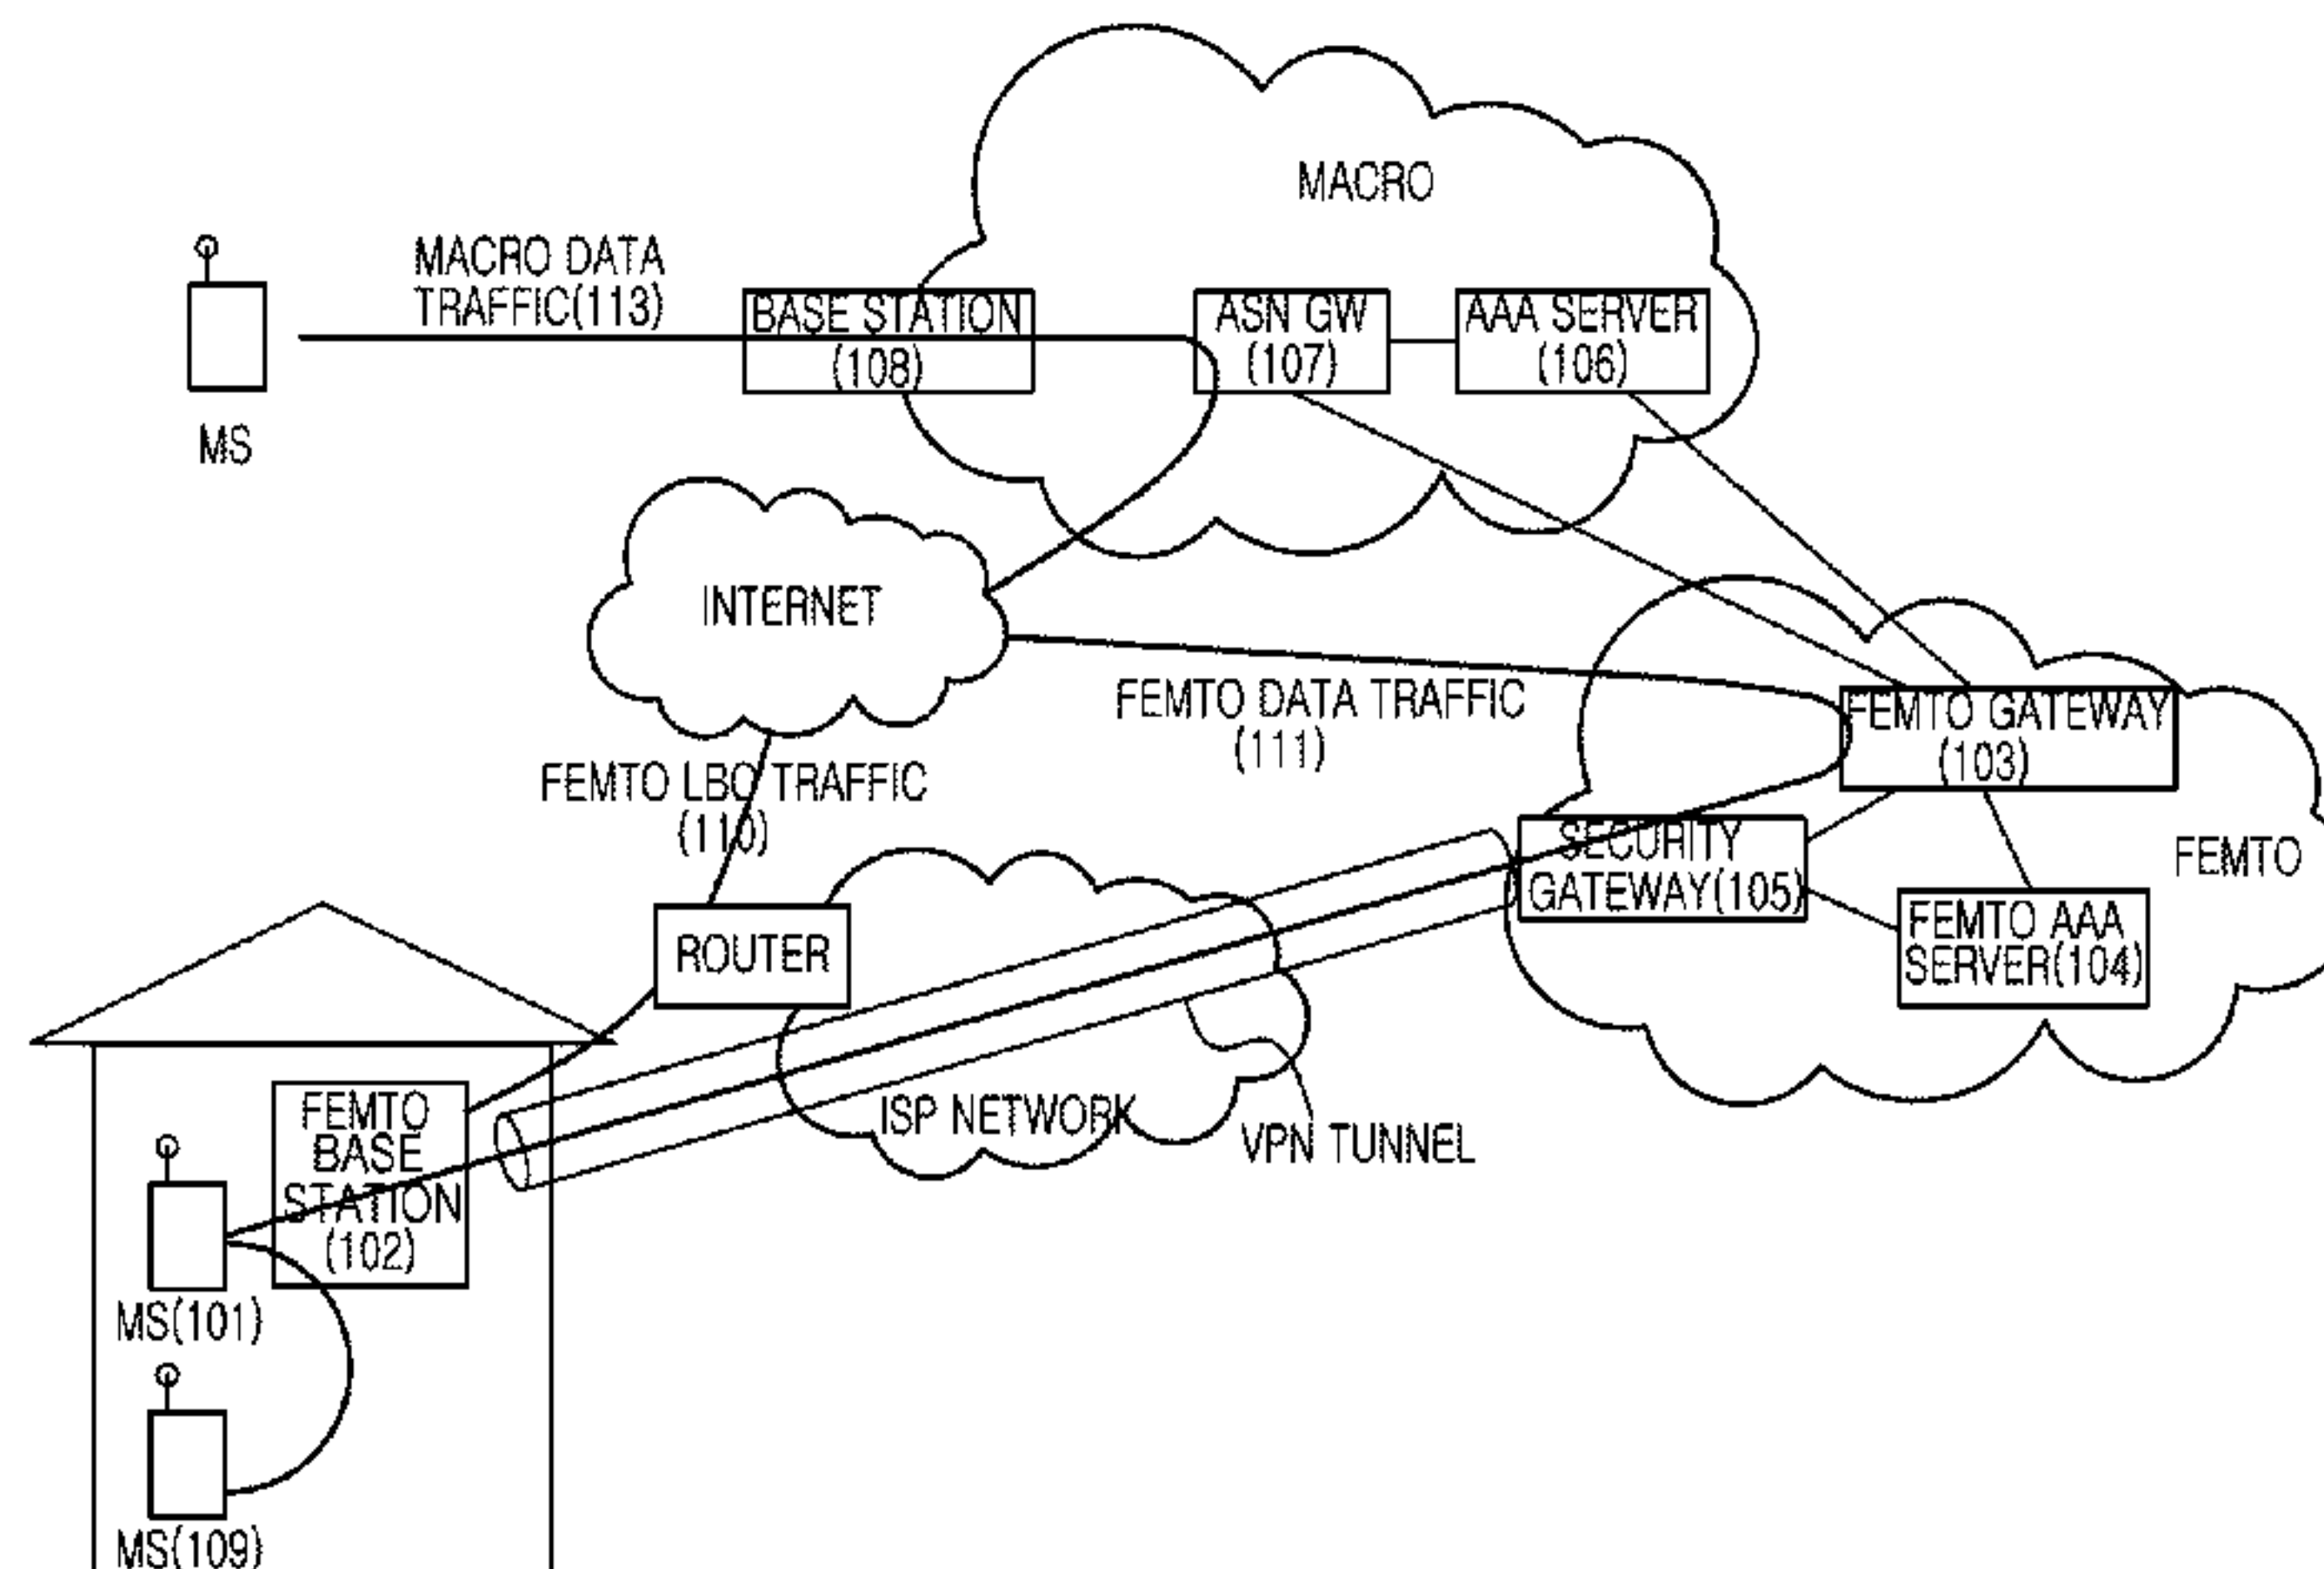 MACRO
MACRO DATA
TRAFFIC(113)
BASE STATION
(108)
ASN GW
(107)
AAA SERVER
(106)
MS
INTERNET
FEMTO DATA TRAFFIC
(111)
FEMTO GATEWAY
(103)
FEMTO LBO TRAFFIC
(110)
SECURITY
GATEWAY(105)
FEMTO
FEMTO AAA
SERVER(104)
ROUTER
ISP NETWORK
VPN TUNNEL
FEMTO
BASE
STATION
(102)
MS(101)
MS(109)